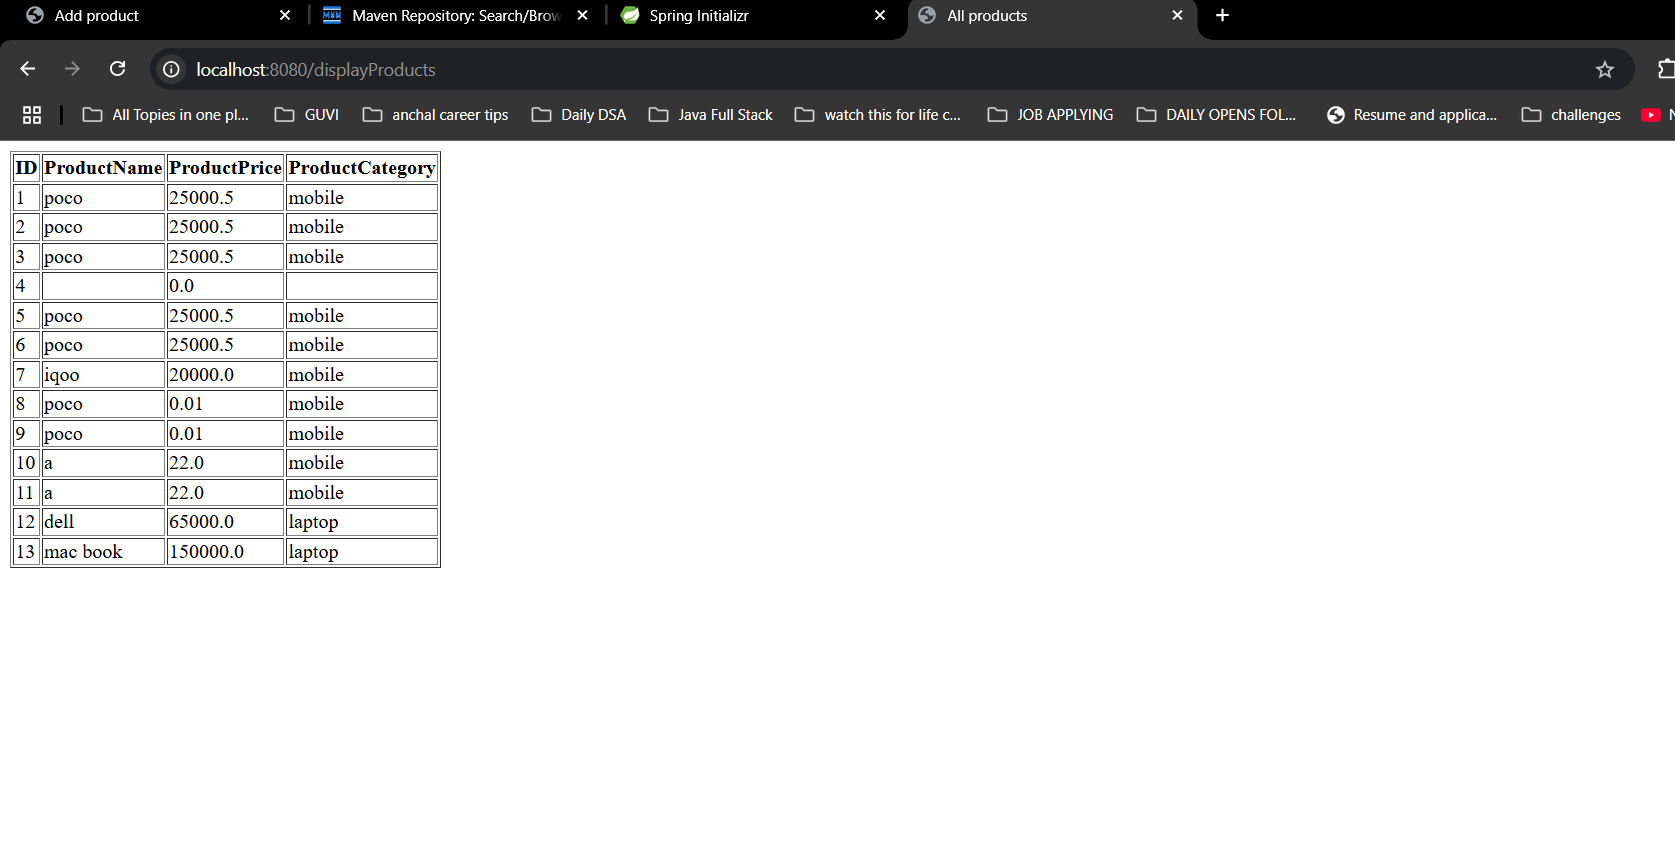 Add product
Maven Repository: Search/Brow
Spring Initializr
All products
localhost:8080/displayProducts
All Topies in one pl...
GUVI
anchal career tips
Daily DSA
Java Full Stack
watch this for life c...
JOB APPLYING
DAILY OPENS FOL...
Resume and applica...
challenges
ID ProductName ProductPrice ProductCategory
1 poco 25000.5 mobile
2 poco 25000.5 mobile
3 poco 25000.5 mobile
4 0.0
5 poco 25000.5 mobile
6 poco 25000.5 mobile
7 iqoo 20000.0 mobile
8 poco 0.01 mobile
9 poco 0.01 mobile
10 a 22.0 mobile
11 a 22.0 mobile
12 dell 65000.0 laptop
13 mac book 150000.0 laptop